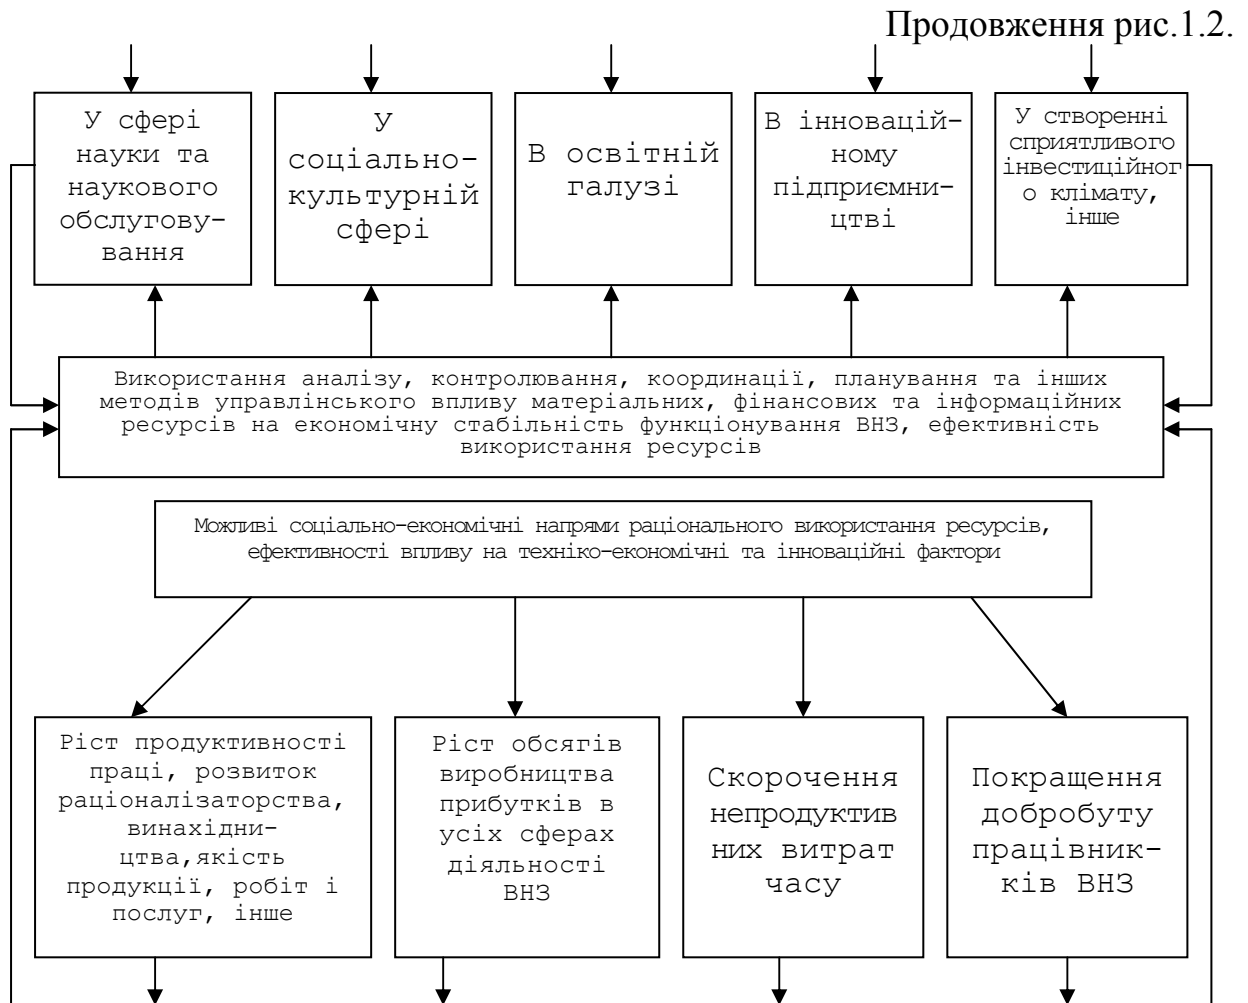 Продовження рис.1.2.
У сфері
науки та
наукового
обслугову-
вання
У
соціально-
культурній
сфері
В освітній
галузі
В інновацій-
ному
підприємни-
цтві
У створенні
сприятливого
інвестиційног
о клімату,
інше
Використання аналізу, контролювання, координації, планування та інших
методів управлінського впливу матеріальних, фінансових та інформаційних
ресурсів на економічну стабільність функціонування ВНЗ, ефективність
використання ресурсів
Можливі соціально-економічні напрями раціонального використання ресурсів,
ефективності впливу на техніко-економічні та інноваційні фактори
Ріст продуктивності
праці, розвиток
раціоналізаторства,
винахідни-
цтва,якість
продукції, робіт і
послуг, інше
Ріст обсягів
виробництва
прибутків в
усіх сферах
діяльності
ВНЗ
Скорочення
непродуктив
них витрат
часу
Покращення
добробуту
працівник-
ків ВНЗ